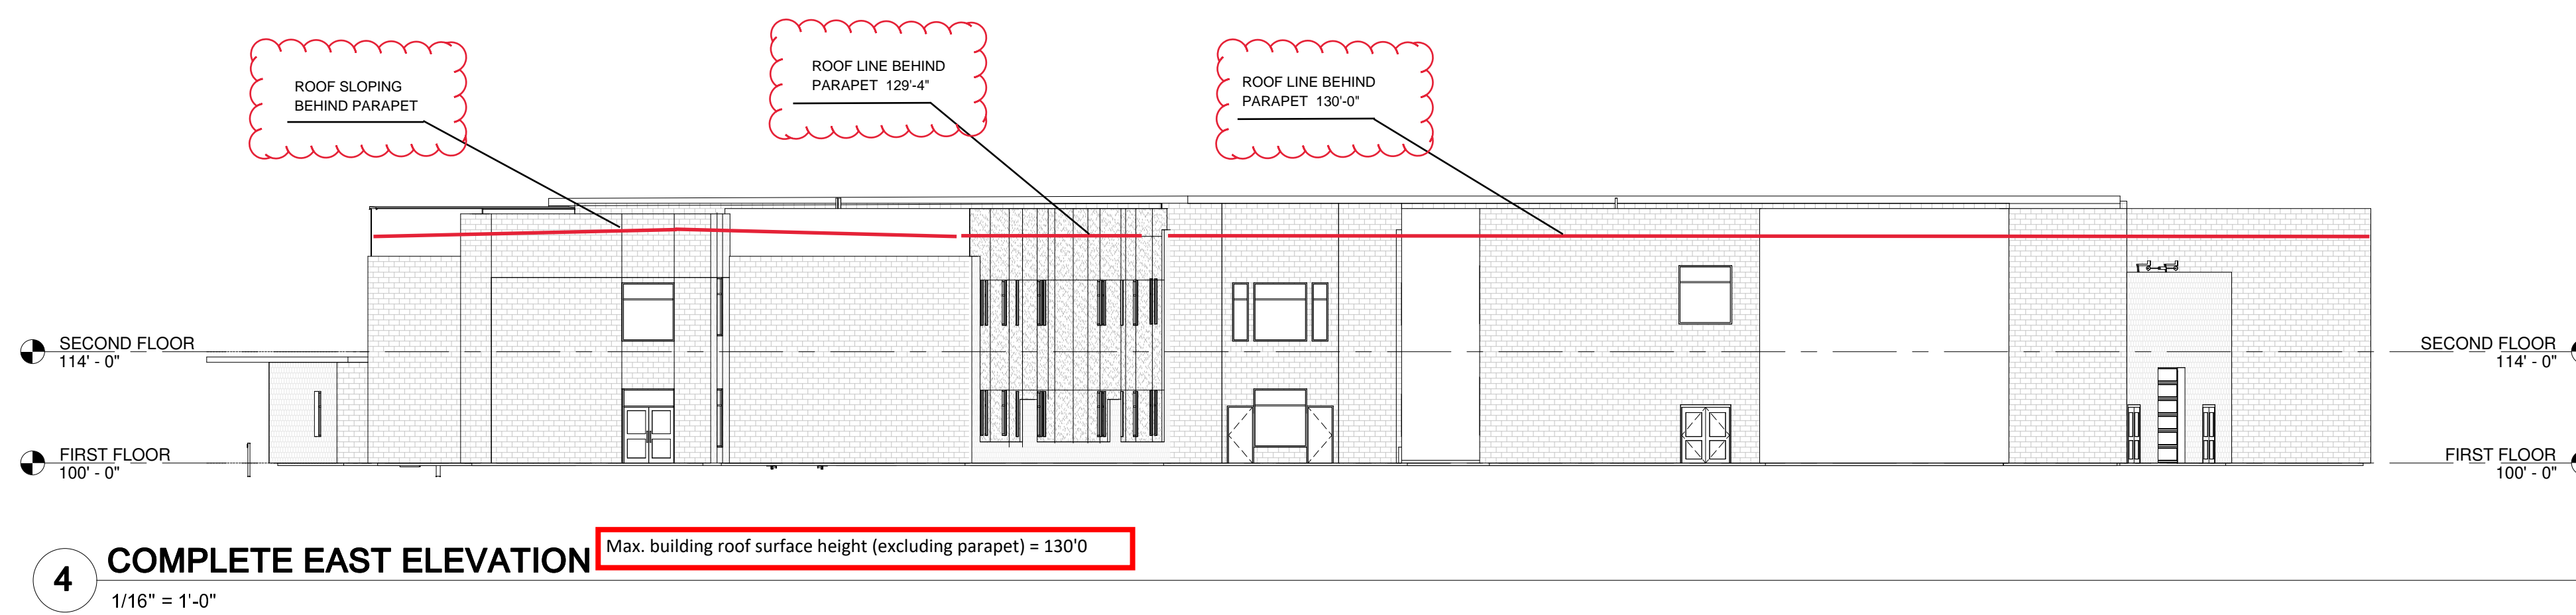 ROOF SLOPING
BEHIND PARAPET
ROOF LINE BEHIND
PARAPET 129'-4"
ROOF LINE BEHIND
PARAPET 130'-0"
SECOND FLOOR
114' - 0"
SECOND FLOOR
114' - 0"
FIRST FLOOR
100' - 0"
FIRST FLOOR
100' - 0"
4
COMPLETE EAST ELEVATION
Max. building roof surface height (excluding parapet) = 130'0
1/16" = 1'-0"